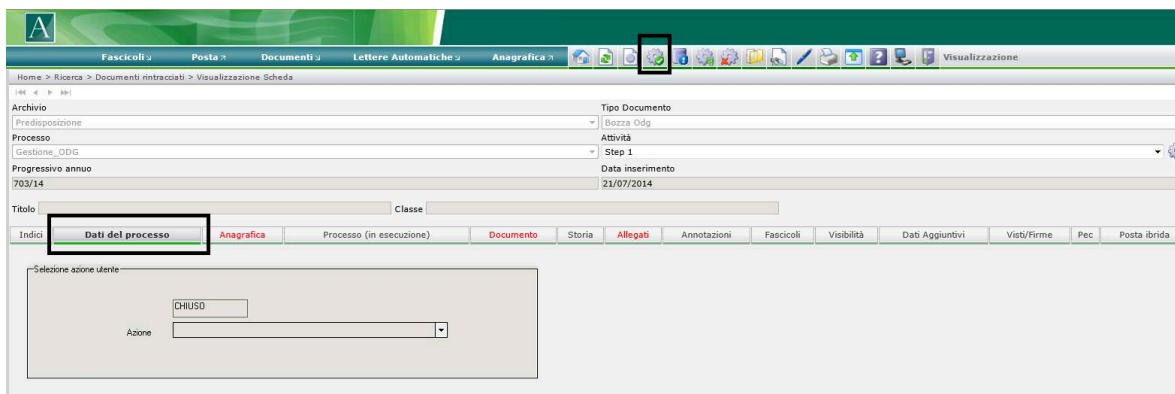 A
Fascicoli Posta Documenti Lettere Automatiche Anagrafica Visualizzazione
Home > Ricerca > Documenti rintracciati > Visualizzazione Scheda
Archivio Tipo Documento
Predisposizione Bozza Odg
Processo Attività
Gestione_ODG Step 1
Progressivo annuo Data inserimento
703/14 21/07/2014
Titolo Classe
Indici Dati del processo Anagrafica Processo (in esecuzione) Documento Storia Allegati Annotazioni Fascicoli Visibilità Dati Aggiuntivi Visti/Firme Pec Posta ibrida
Selezione azione utente
CHIUSO
Azione